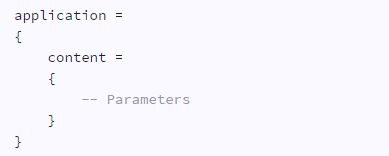 application =
{
    content =
    {
        -- Parameters
    }
}